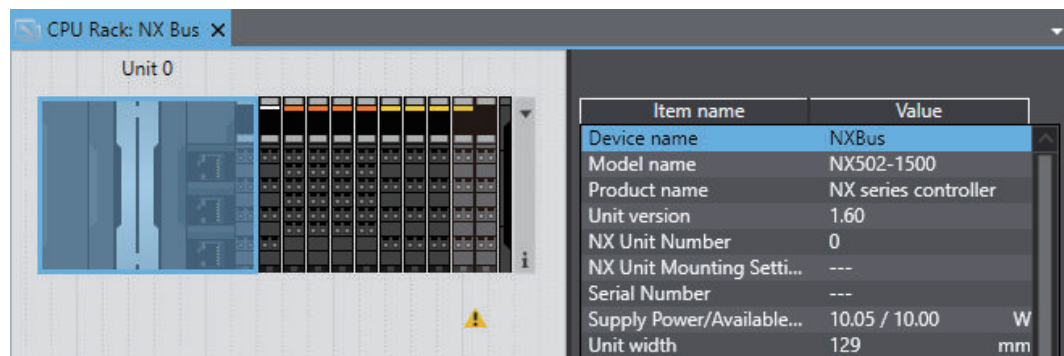 CPU Rack: NX Bus
Unit 0
Item name Value
Device name NXBus
Model name NX502-1500
Product name NX series controller
Unit version 1.60
NX Unit Number 0
NX Unit Mounting Setti... ---
Serial Number ---
Supply Power/Available... 10.05 / 10.00 W
Unit width 129 mm